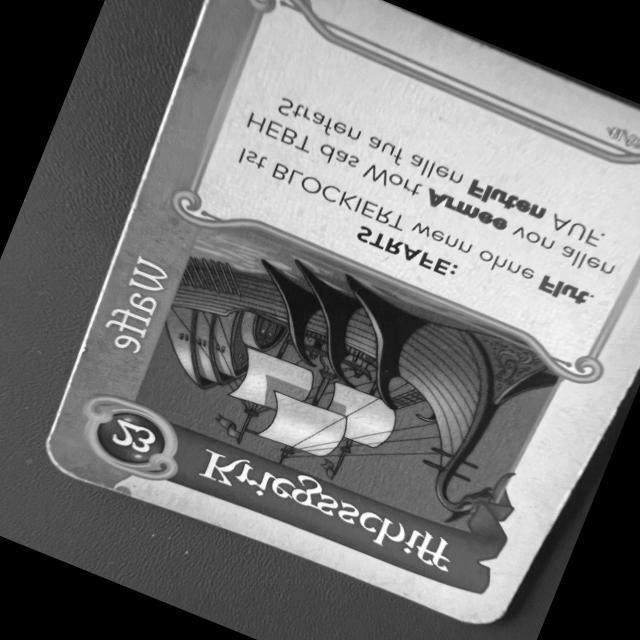 23
Kriegsschiff
Waffe
STRAFE:
Ist BLOCKIERT wenn ohne Flut.
HEBT das Wort Armee von allen
Strafen auf allen Fluten AUF.